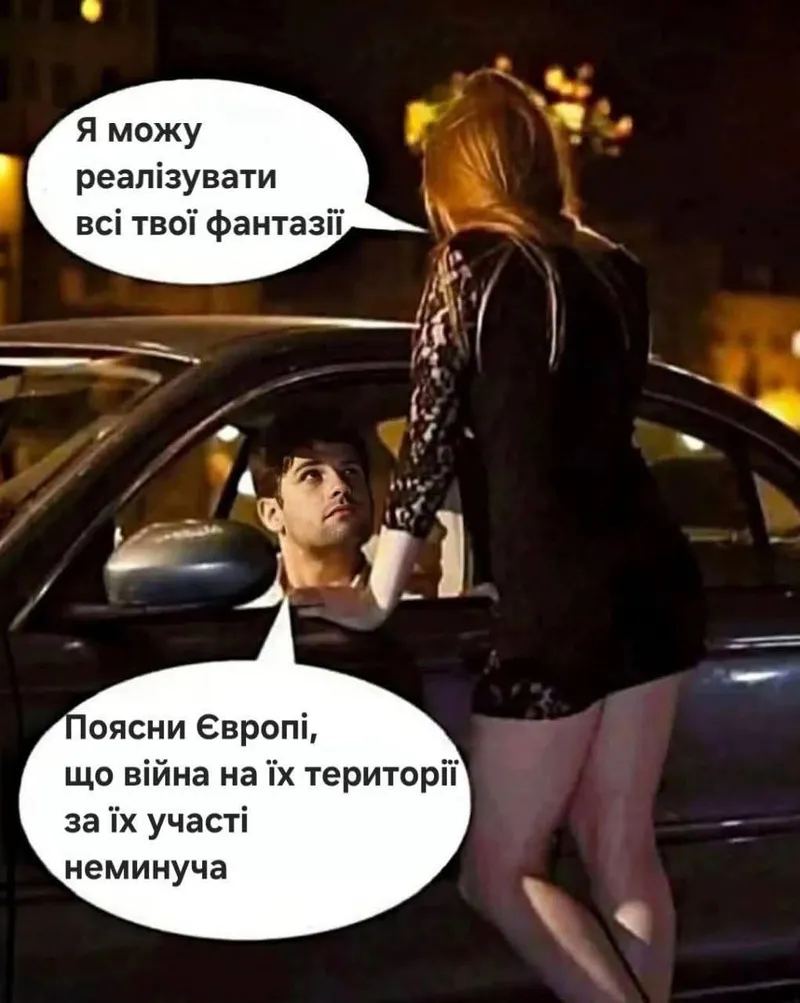 Я можу
реалізувати
всі твої фантазії
Поясни Європі,
що війна на їх території
за їх участі
неминуча